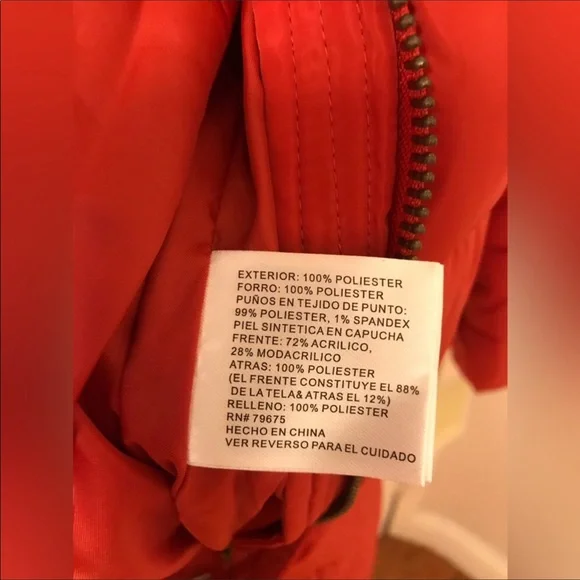 EXTERIOR: 100% POLIESTER
FORRO: 100% POLIESTER
PUÑOS EN TEJIDO DE PUNTO:
99% POLIESTER, 1% SPANDEX
PIEL SINTETICA EN CAPUCHA
FRENTE: 72% ACRILICO,
28% MODACRILICO
ATRAS: 100% POLIESTER
(EL FRENTE CONSTITUYE EL 88%
DE LA TELA& ATRAS EL 12%)
RELLENO: 100% POLIESTER
RN# 79675
HECHO EN CHINA
VER REVERSO PARA EL CUIDADO